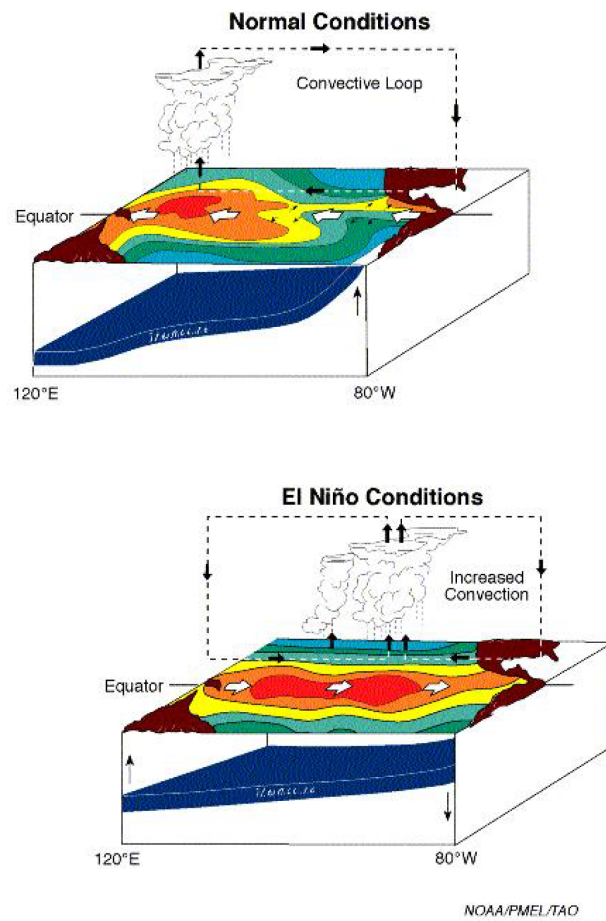 Normal Conditions
Convective Loop
Equator
120°E
80°W
El Niño Conditions
Increased
Convection
Equator
120°E
80°W
NOAA/PMEL/TAO